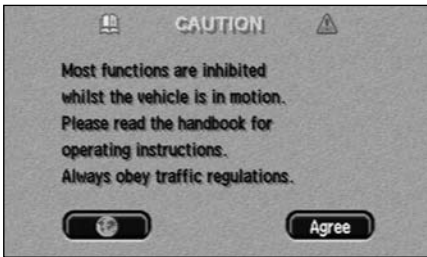 CAUTION
Most functions are inhibited
whilst the vehicle is in motion.
Please read the handbook for
operating instructions.
Always obey traffic regulations.
Agree